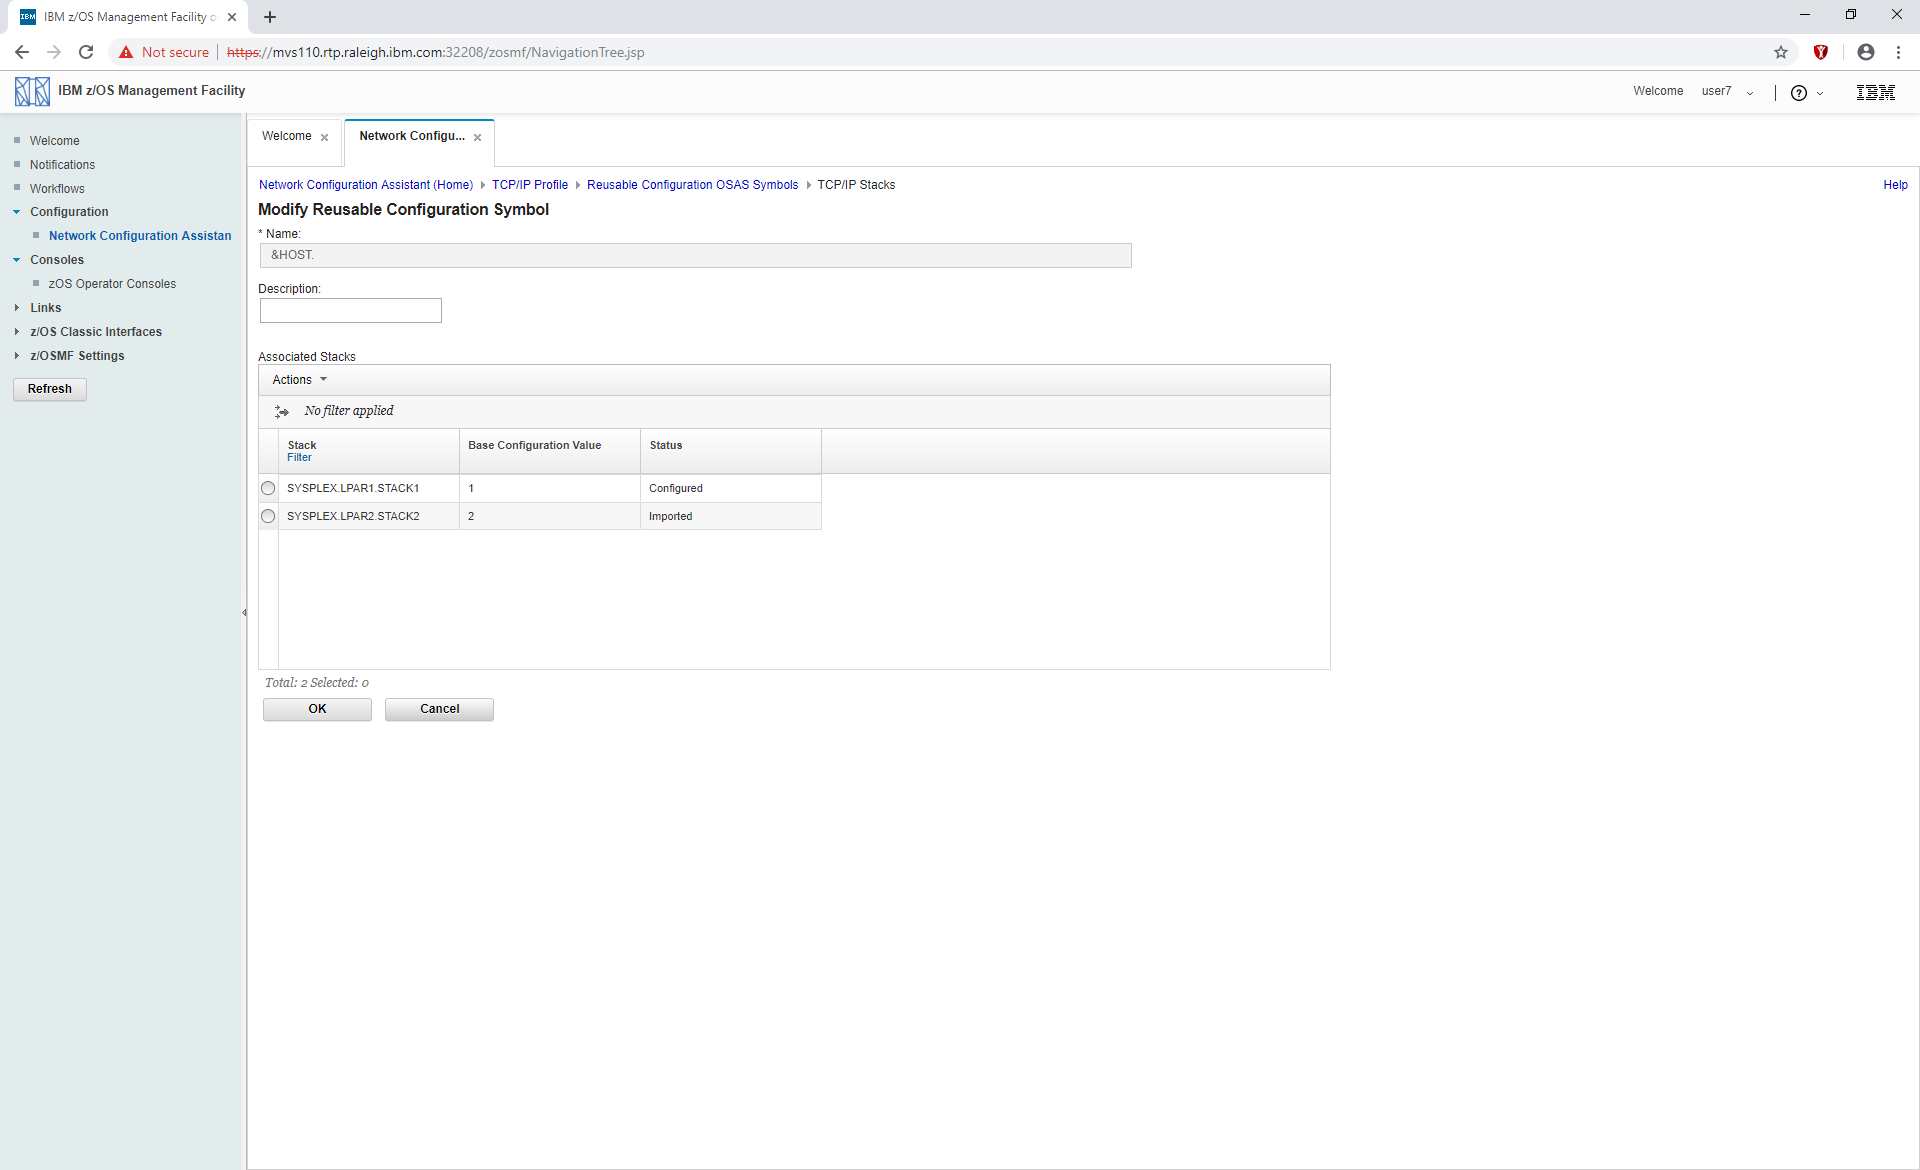 IBM z/OS Management Facility o
Not secure
https://mvs110.rtp.raleigh.ibm.com:32208/zosmf/NavigationTree.jsp
IBM z/OS Management Facility
Welcome user7
IBM
Welcome
Notifications
Workflows
Configuration
Network Configuration Assistan
Consoles
zOS Operator Consoles
Links
z/OS Classic Interfaces
z/OSMF Settings
Refresh
Welcome
Network Configu...
Network Configuration Assistant (Home) TCP/IP Profile Reusable Configuration OSAS Symbols TCP/IP Stacks
Help
Modify Reusable Configuration Symbol
* Name:
&HOST.
Description:
Associated Stacks
Actions
No filter applied
Stack Base Configuration Value Status
Filter
SYSPLEX.LPAR1.STACK1 1 Configured
SYSPLEX.LPAR2.STACK2 2 Imported
Total: 2 Selected: 0
OK Cancel